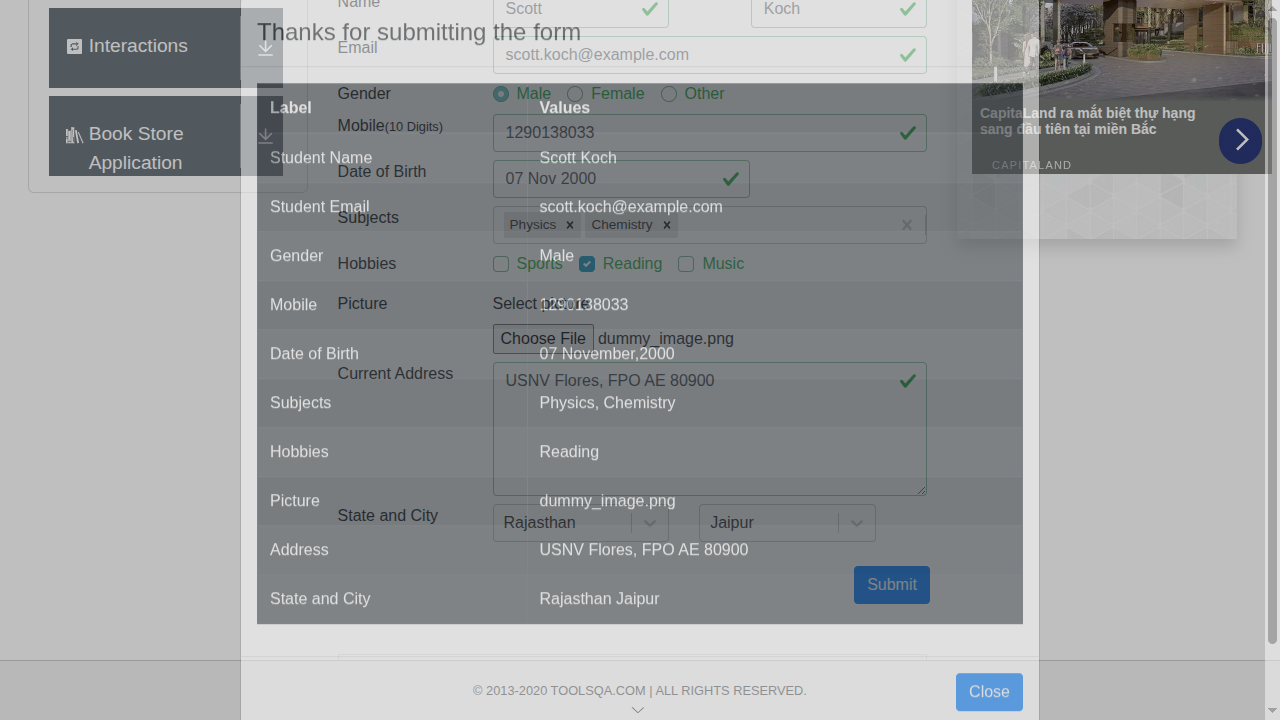 Name Scott Koch
Interactions
Thanks for submitting the form
Email scott.koch@example.com
Gender Male Female Other
Label Values
Mobile(10 Digits) 1290138033
Book Store
Application
Student Name Scott Koch
Date of Birth 07 Nov 2000
Student Email scott.koch@example.com
Subjects Physics x Chemistry x
Gender Male
Hobbies Sports Reading Music
Picture Select picture
Mobile 1290138033
Choose File dummy_image.png
Date of Birth 07 November,2000
Current Address USNV Flores, FPO AE 80900
Subjects Physics, Chemistry
Hobbies Reading
Picture dummy_image.png
State and City Rajasthan Jaipur
Address USNV Flores, FPO AE 80900
Submit
State and City Rajasthan Jaipur
© 2013-2020 TOOLSQA.COM | ALL RIGHTS RESERVED.
Close
CapitaLand ra mắt biệt thự hạng
sang đầu tiên tại miền Bắc
CAPITALAND